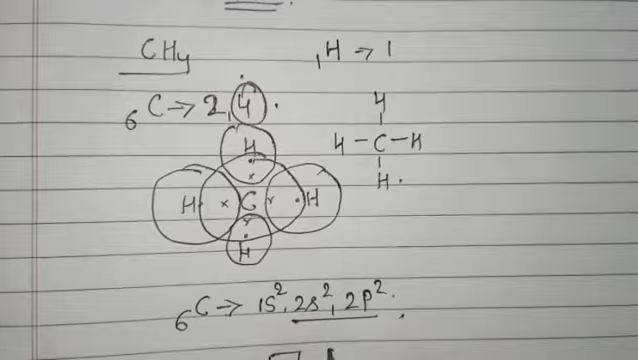 CH4
₁H → 1
₆C → 2, 4 .
H
H - C - H
H .
H
H × C × H
H
₆C → 1S², 2s², 2P² .